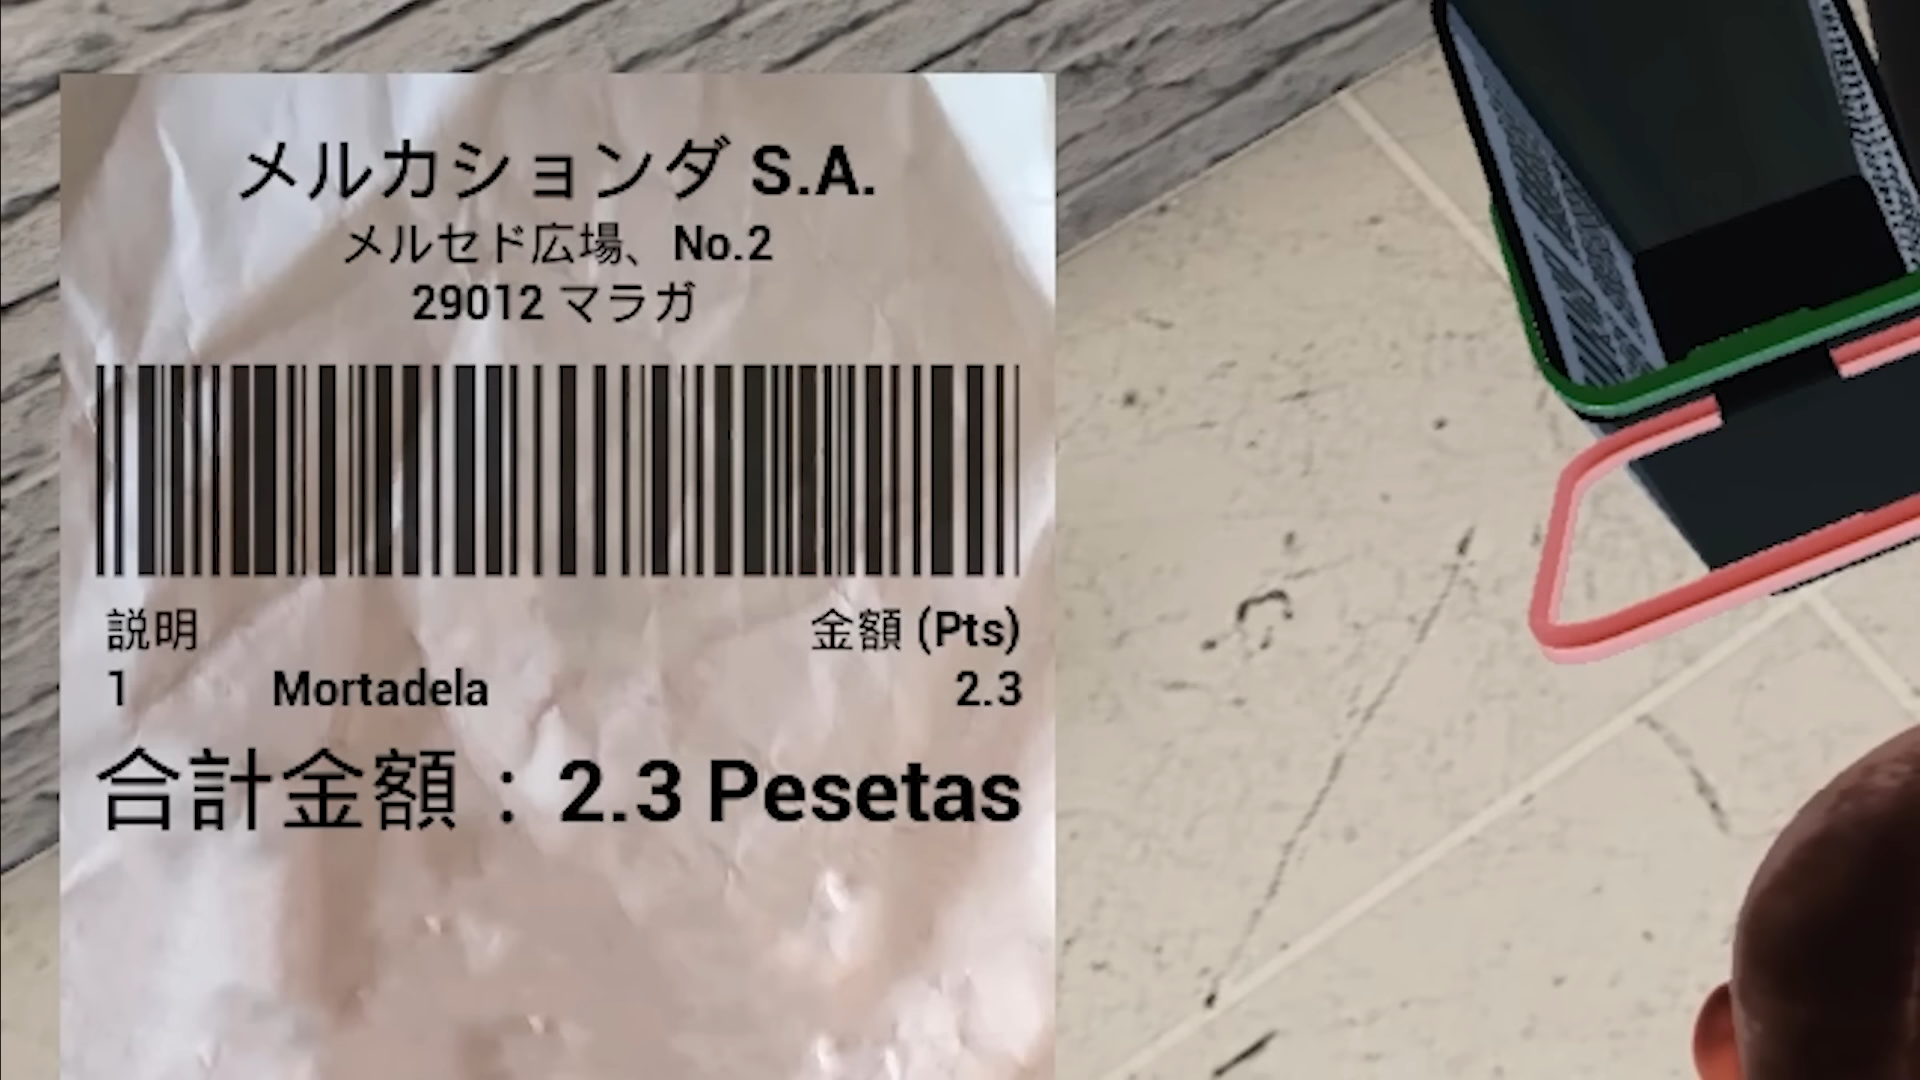 メルカションダ S.A.
メルセド広場、No.2
29012 マラガ
説明 金額 (Pts)
1 Mortadela 2.3
合計金額：2.3 Pesetas